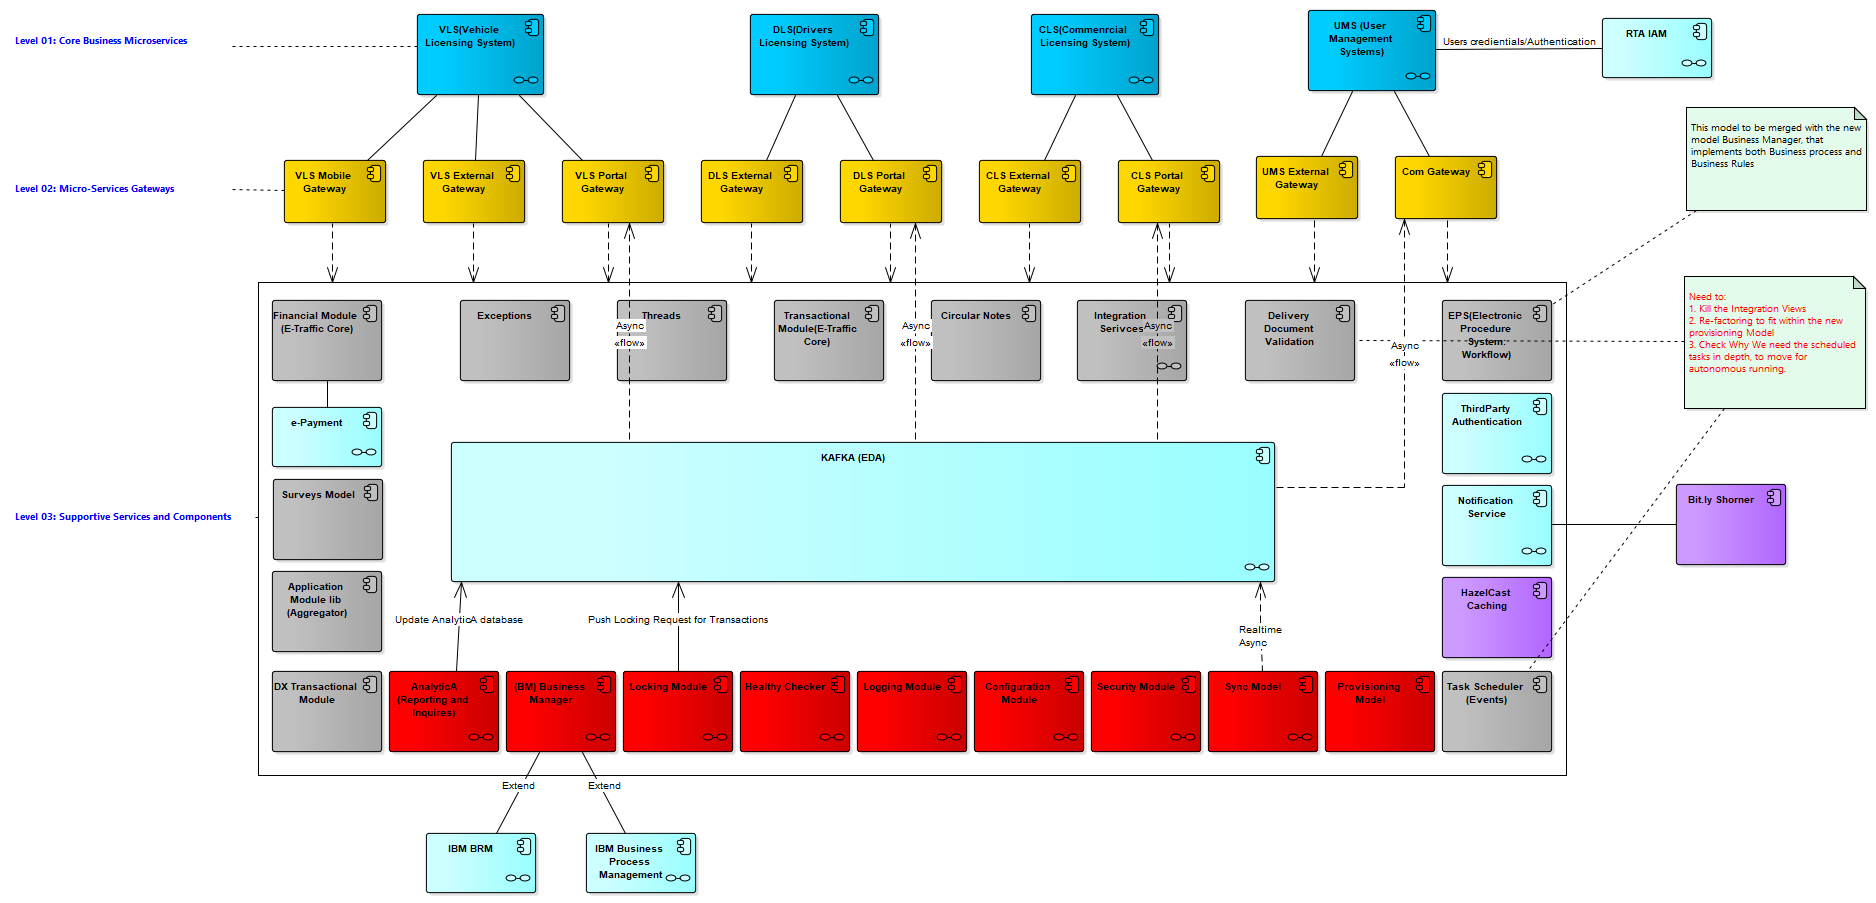 Level 01: Core Business Microservices
VLS(Vehicle
Licensing System)
DLS(Drivers
Licensing System)
CLS(Commenrcial
Licensing System)
UMS (User
Management
Systems)
Users credientials/Authentication
RTA IAM
This model to be merged with the new
model Business Manager, that
implements both Business process and
Business Rules
Level 02: Micro-Services Gateways
VLS Mobile
Gateway
VLS External
Gateway
VLS Portal
Gateway
DLS External
Gateway
DLS Portal
Gateway
CLS External
Gateway
CLS Portal
Gateway
UMS External
Gateway
Com Gateway
Financial Module
(E-Traffic Core)
Exceptions
Threads
Async
«flow»
Transactional
Module(E-Traffic
Core)
Async
«flow»
Circular Notes
Integration
Serivces
Async
«flow»
Delivery
Document
Validation
Async
«flow»
EPS(Electronic
Procedure
System:
Workflow)
Need to:
1. Kill the Integration Views
2. Re-factoring to fit within the new
provisioning Model
3. Check Why We need the scheduled
tasks in depth, to move for
autonomous running.
e-Payment
ThirdParty
Authentication
KAFKA (EDA)
Surveys Model
Notification
Service
Bit.ly Shorner
Level 03: Supportive Services and Components
Application
Module lib
(Aggregator)
HazelCast
Caching
Update AnalyticA database
Push Locking Request for Transactions
Realtime
Async
DX Transactional
Module
AnalyticA
(Reporting and
Inquires)
(BM) Business
Manager
Locking Module
Healthy Checker
Logging Module
Configuration
Module
Security Module
Sync Model
Provisioning
Model
Task Scheduler
(Events)
Extend
Extend
IBM BRM
IBM Business
Process
Management